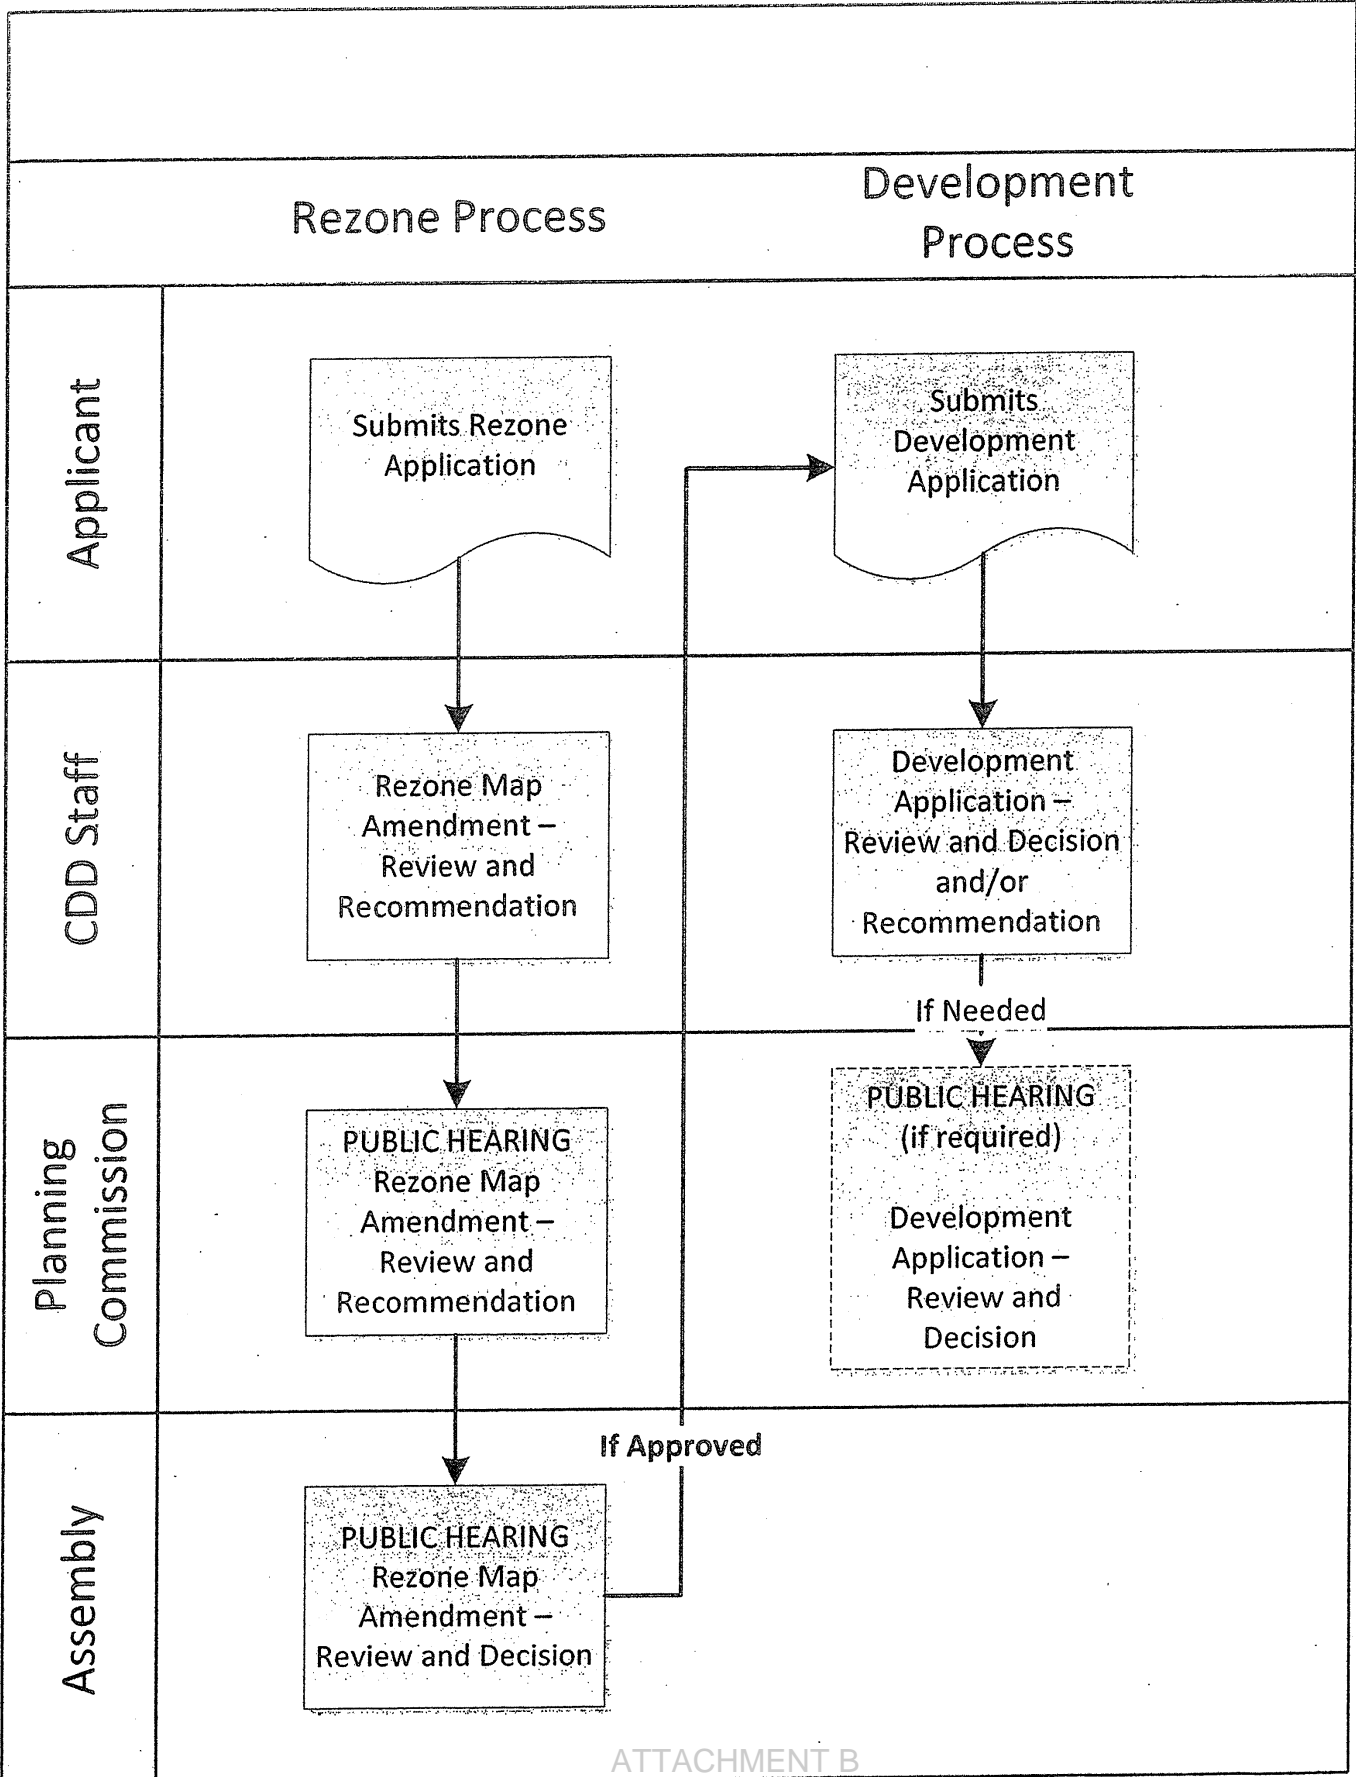 Rezone Process
Development
Process
Applicant
Submits Rezone
Application
Submits
Development
Application
CDD Staff
Rezone Map
Amendment –
Review and
Recommendation
Development
Application –
Review and Decision
and/or
Recommendation
If Needed
Planning
Commission
PUBLIC HEARING
Rezone Map
Amendment –
Review and
Recommendation
PUBLIC HEARING
(if required)
Development
Application –
Review and
Decision
If Approved
Assembly
PUBLIC HEARING
Rezone Map
Amendment –
Review and Decision
ATTACHMENT B